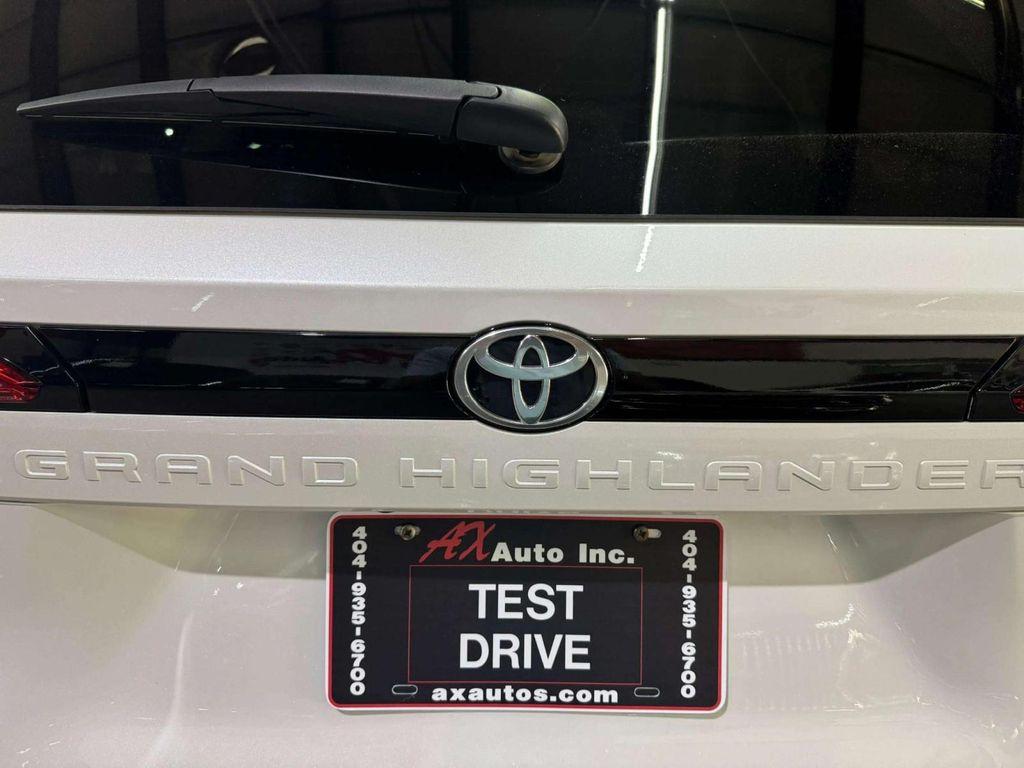 GRAND HIGHLANDER
AX Auto Inc.
404-935-6700
TEST
DRIVE
404-935-6700
axautos.com